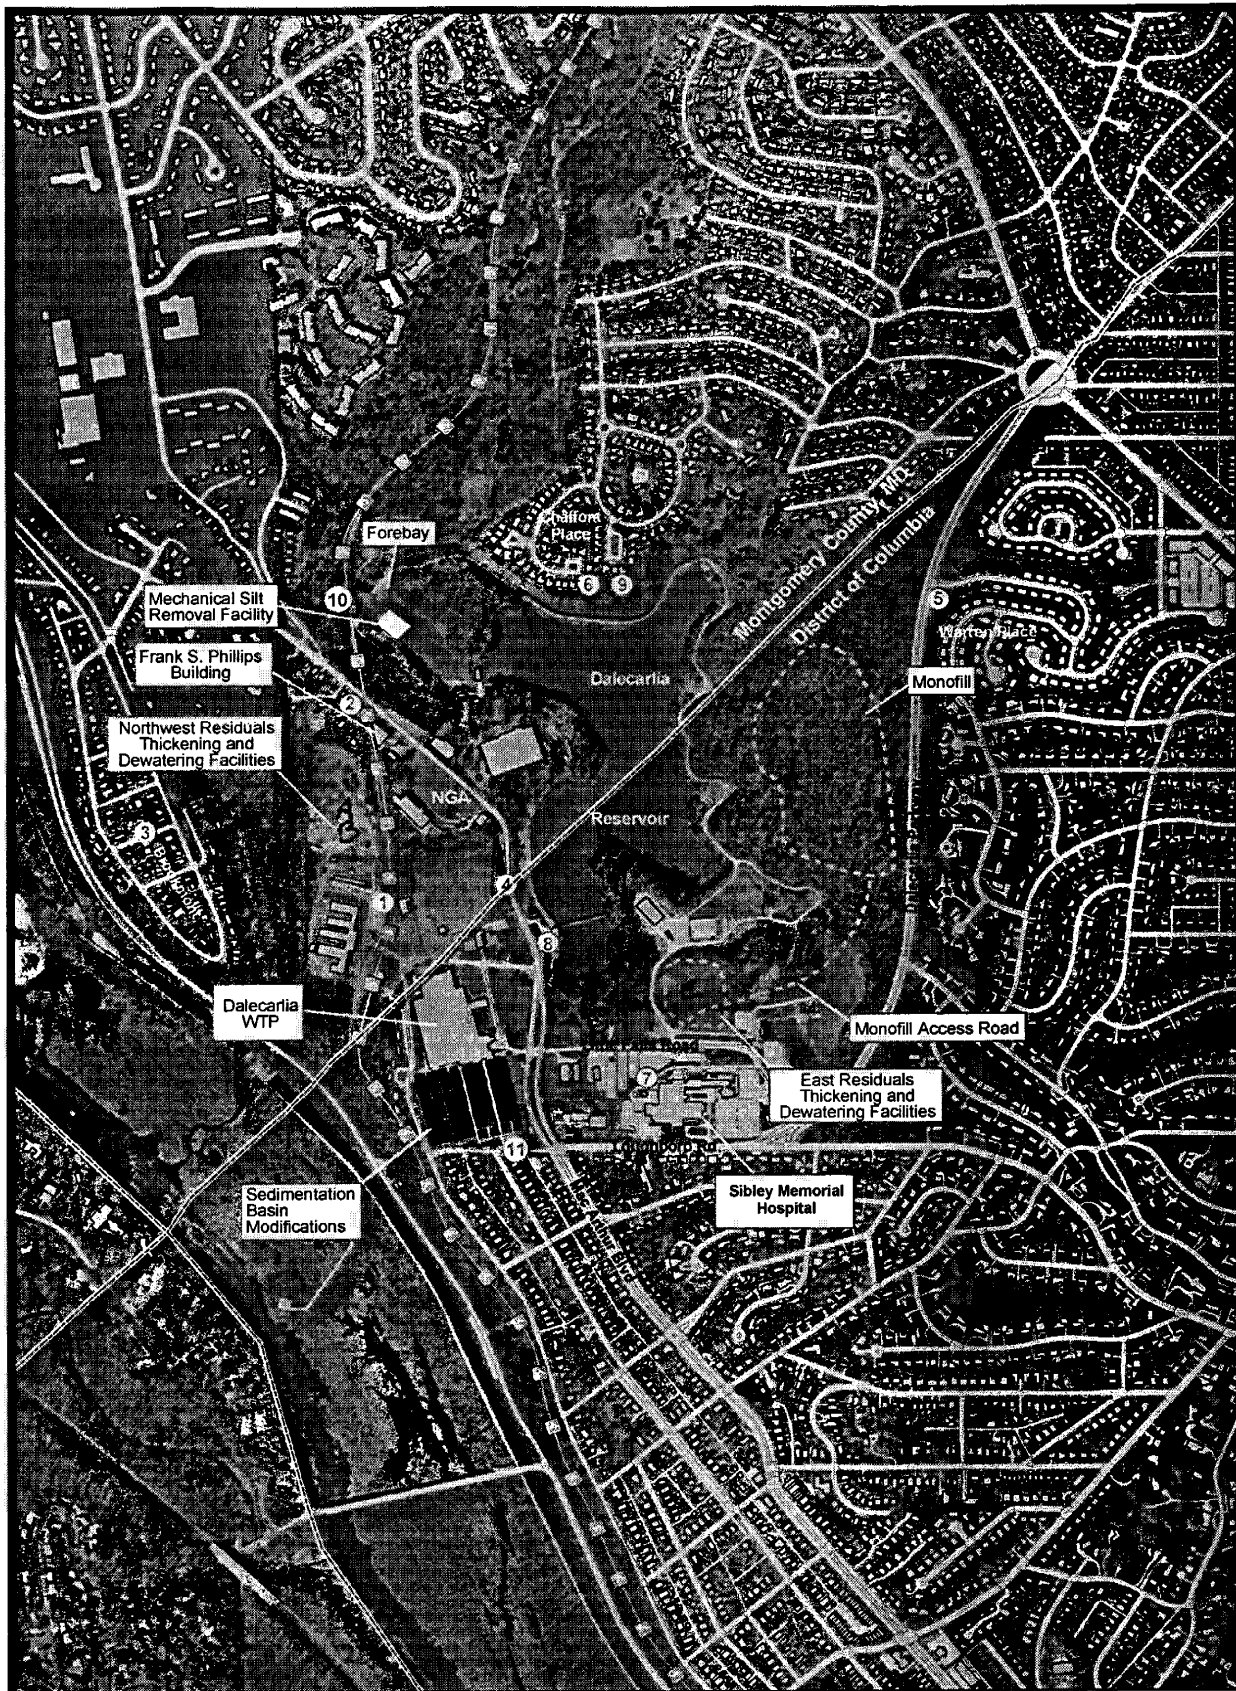 Forebay
Place
6
9
10
Mechanical Silt
Removal Facility
Frank S. Phillips
Building
2
Northwest Residuals
Thickening and
Dewatering Facilities
Montgomery County, Md.
District of Columbia
5
Warren Place
Dalecarlia
Monofill
NGA
Reservoir
3
1
8
Dalecarlia
WTP
Monofill Access Road
Road
7
East Residuals
Thickening and
Dewatering Facilities
11
Sedimentation
Basin
Modifications
Sibley Memorial
Hospital
Blvd